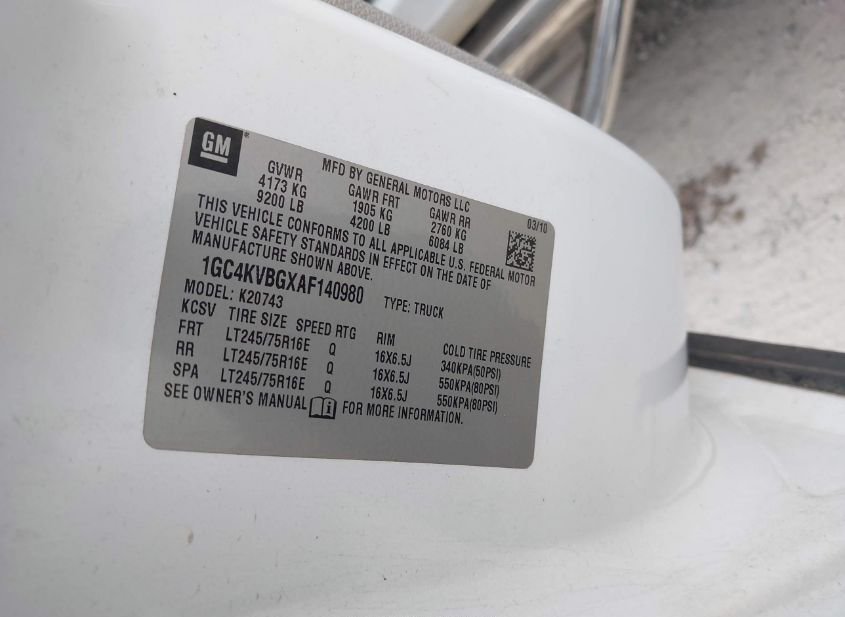 GM
MFD BY GENERAL MOTORS LLC 03/10
GVWR GAWR FRT GAWR RR
4173 KG 1905 KG 2760 KG
9200 LB 4200 LB 6084 LB
THIS VEHICLE CONFORMS TO ALL APPLICABLE U.S. FEDERAL MOTOR
VEHICLE SAFETY STANDARDS IN EFFECT ON THE DATE OF
MANUFACTURE SHOWN ABOVE.
1GC4KVBGXAF140980 TYPE: TRUCK
MODEL: K20743
KCSV TIRE SIZE SPEED RTG RIM COLD TIRE PRESSURE
FRT LT245/75R16E Q 16X6.5J 340KPA(50PSI)
RR LT245/75R16E Q 16X6.5J 550KPA(80PSI)
SPA LT245/75R16E Q 16X6.5J 550KPA(80PSI)
SEE OWNER'S MANUAL FOR MORE INFORMATION.